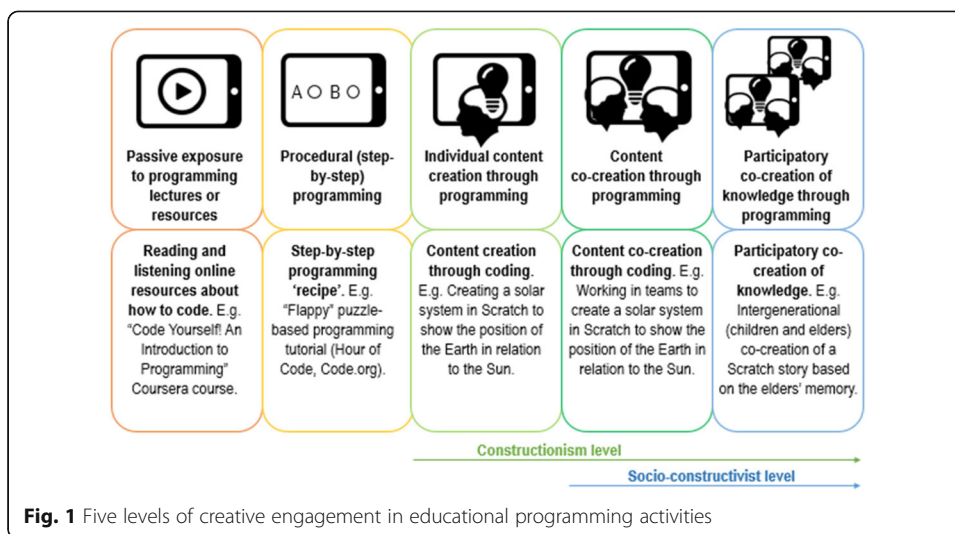 A O B O
Passive exposure
to programming
lectures or
resources
Procedural (step-
by-step)
programming
Individual content
creation through
programming
Content
co-creation through
programming
Participatory
co-creation of
knowledge through
programming
Reading and
listening online
resources about
how to code. E.g.
"Code Yourself! An
Introduction to
Programming"
Coursera course.
Step-by-step
programming
'recipe'. E.g.
"Flappy" puzzle-
based programming
tutorial (Hour of
Code, Code.org).
Content creation
through coding.
E.g. Creating a solar
system in Scratch to
show the position of
the Earth in relation
to the Sun.
Content co-creation
through coding. E.g.
Working in teams to
create a solar system
in Scratch to show the
position of the Earth in
relation to the Sun.
Participatory co-
creation of
knowledge. E.g.
Intergenerational
(children and elders)
co-creation of a
Scratch story based
on the elders' memory.
Constructionism level
Socio-constructivist level
Fig. 1 Five levels of creative engagement in educational programming activities